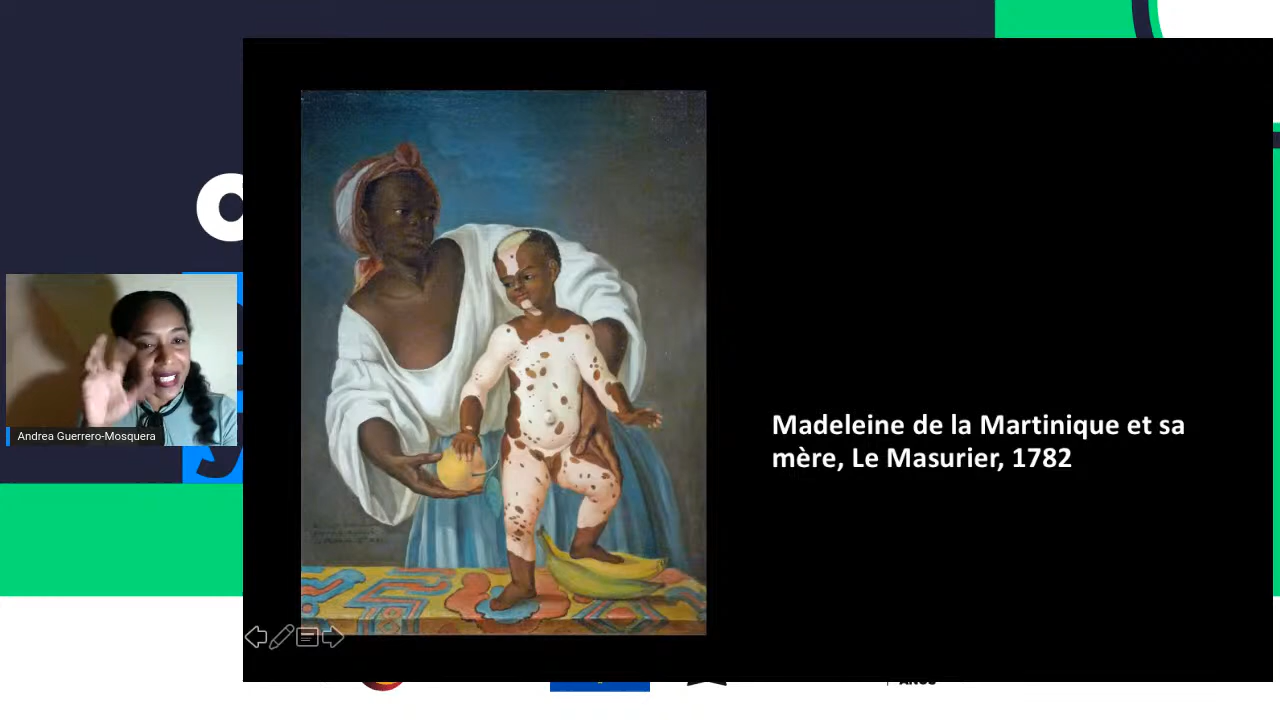 Andrea Guerrero-Mosquera
Madeleine de la Martinique et sa
mère, Le Masurier, 1782